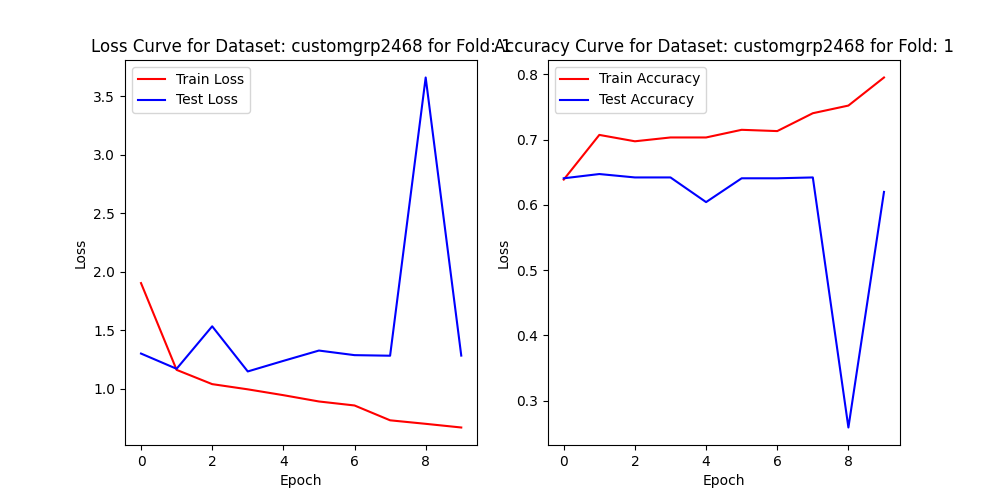 Loss Curve for Dataset: customgrp2468 for Fold: 1
Train Loss
Test Loss
3.5
3.0
2.5
2.0
1.5
1.0
Loss
0 2 4 6 8
Epoch
Accuracy Curve for Dataset: customgrp2468 for Fold: 1
Train Accuracy
Test Accuracy
0.8
0.7
0.6
0.5
0.4
0.3
Loss
0 2 4 6 8
Epoch